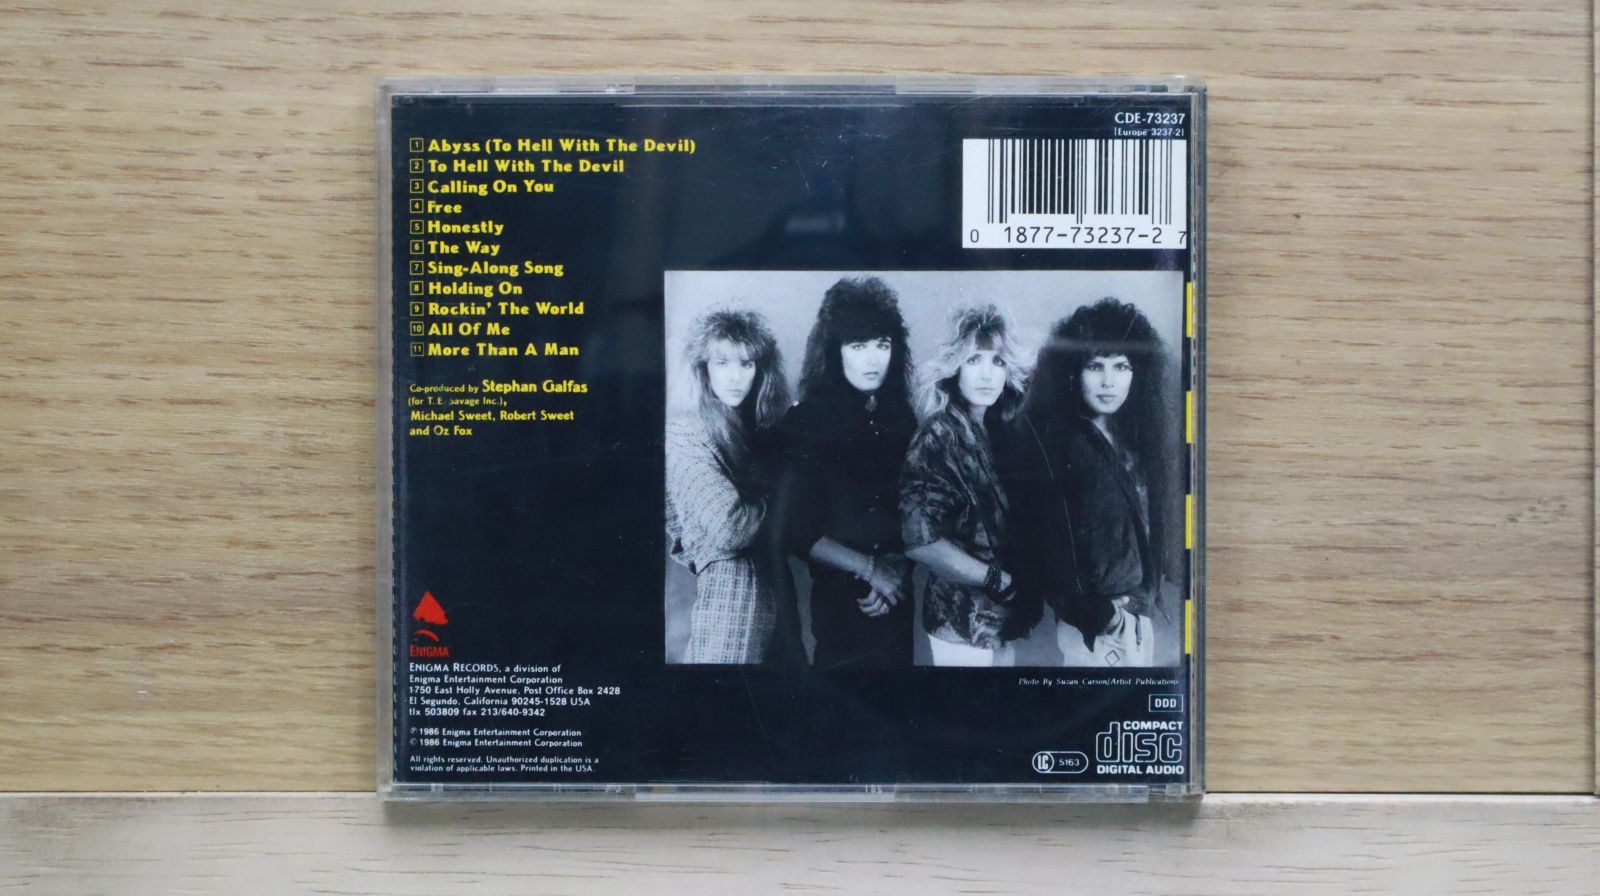 CDE-73237
(Europe 3237-2)
0 1877-73237-2 7
1 Abyss (To Hell With The Devil)
2 To Hell With The Devil
3 Calling On You
4 Free
5 Honestly
6 The Way
7 Sing-Along Song
8 Holding On
9 Rockin' The World
10 All Of Me
11 More Than A Man
Co-produced by Stephan Galfas
(for T.E. Savage Inc.),
Michael Sweet, Robert Sweet
and Oz Fox
ENIGMA
ENIGMA RECORDS, a division of
Enigma Entertainment Corporation
1750 East Holly Avenue, Post Office Box 2428
El Segundo, California 90245-1528 USA
tlx 503809 fax 213/640-9342
℗ 1986 Enigma Entertainment Corporation
© 1986 Enigma Entertainment Corporation
All rights reserved. Unauthorized duplication is a
violation of applicable laws. Printed in the USA.
Photo By Suzan Carson/Artist Publications
DDD
LC 5163
COMPACT
disc
DIGITAL AUDIO